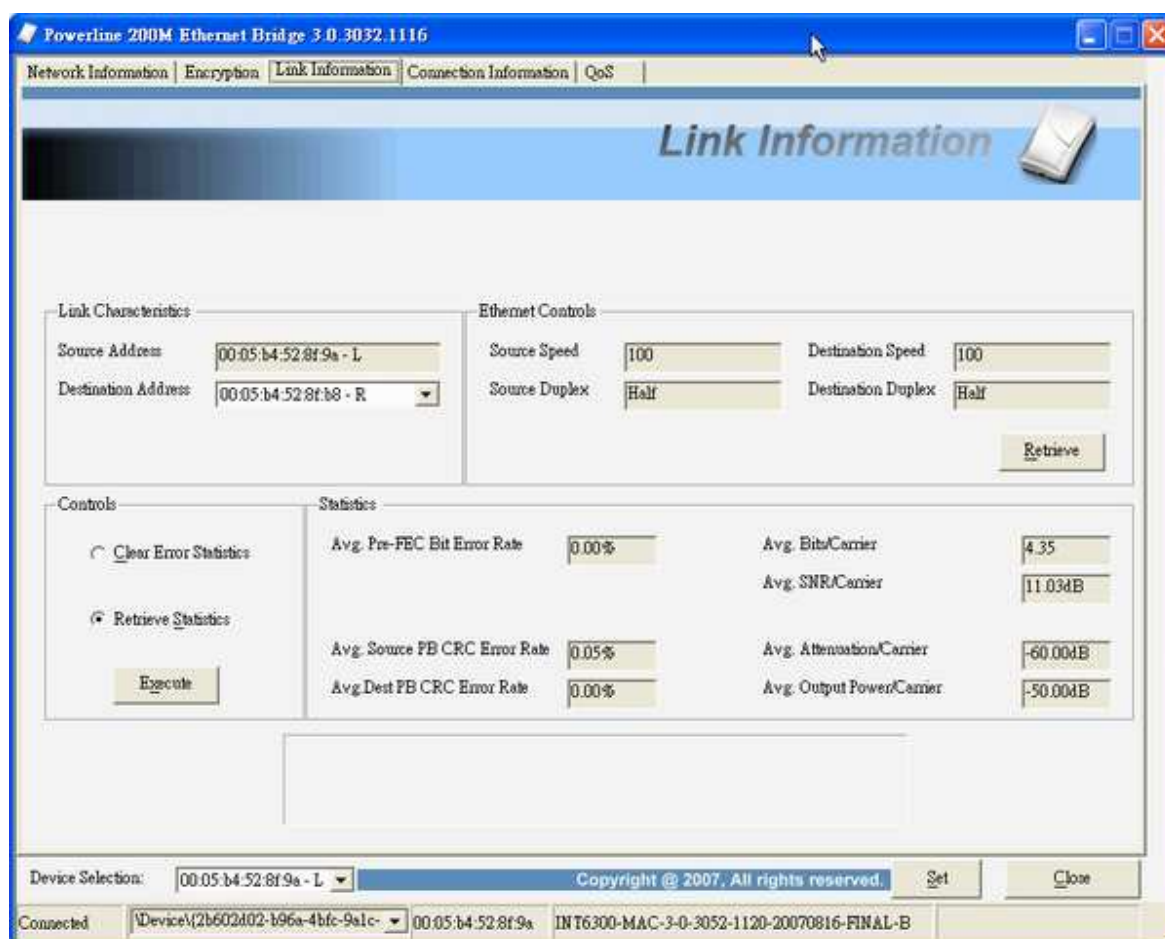 Powerline 200M Ethernet Bridge 3.0.3032.1116
Network Information | Encryption | Link Information | Connection Information | QoS
Link Information
Link Characteristics
Source Address 00:05:b4:52:8f:9a - L
Destination Address 00:05:b4:52:8f:b8 - R
Ethernet Controls
Source Speed 100 Destination Speed 100
Source Duplex Half Destination Duplex Half
Retrieve
Controls
Clear Error Statistics
Retrieve Statistics
Execute
Statistics
Avg. Pre-FEC Bit Error Rate 0.00% Avg. Bits/Carrier 4.35
Avg. SNR/Carrier 11.03dB
Avg. Source PB CRC Error Rate 0.05% Avg. Attenuation/Carrier -60.00dB
Avg.Dest PB CRC Error Rate 0.00% Avg. Output Power/Carrier -50.00dB
Device Selection: 00:05:b4:52:8f:9a - L Copyright @ 2007, All rights reserved. Set Close
Connected \Device\{2b602d02-b96a-4bfc-9a1c- 00:05:b4:52:8f:9a INT6300-MAC-3-0-3052-1120-20070816-FINAL-B